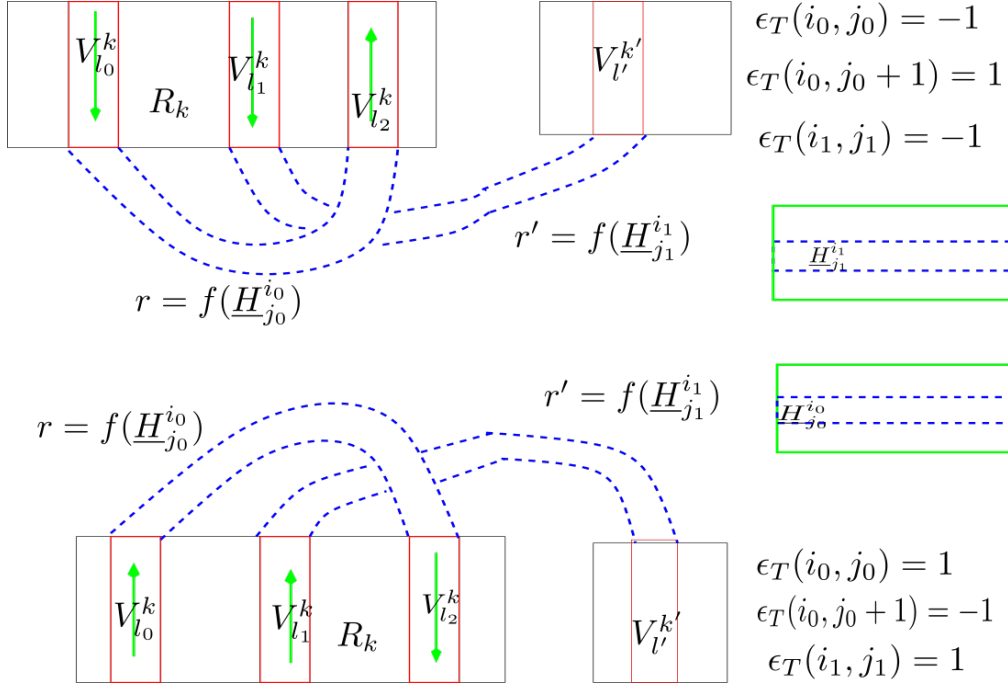 $V^k_{l_0}$ $R_k$ $V^k_{l_1}$ $V^k_{l_2}$ $V^{k'}_{l'}$
$\epsilon_T(i_0, j_0) = -1$
$\epsilon_T(i_0, j_0 + 1) = 1$
$\epsilon_T(i_1, j_1) = -1$
$r' = f(\underline{H}^{i_1}_{j_1})$
$r = f(\underline{H}^{i_0}_{j_0})$
$\underline{H}^{i_1}_{j_1}$
$r = f(\underline{H}^{i_0}_{j_0})$
$r' = f(\underline{H}^{i_1}_{j_1})$
$\underline{H}^{i_0}_{j_0}$
$V^k_{l_0}$ $V^k_{l_1}$ $R_k$ $V^k_{l_2}$ $V^{k'}_{l'}$
$\epsilon_T(i_0, j_0) = 1$
$\epsilon_T(i_0, j_0 + 1) = -1$
$\epsilon_T(i_1, j_1) = 1$